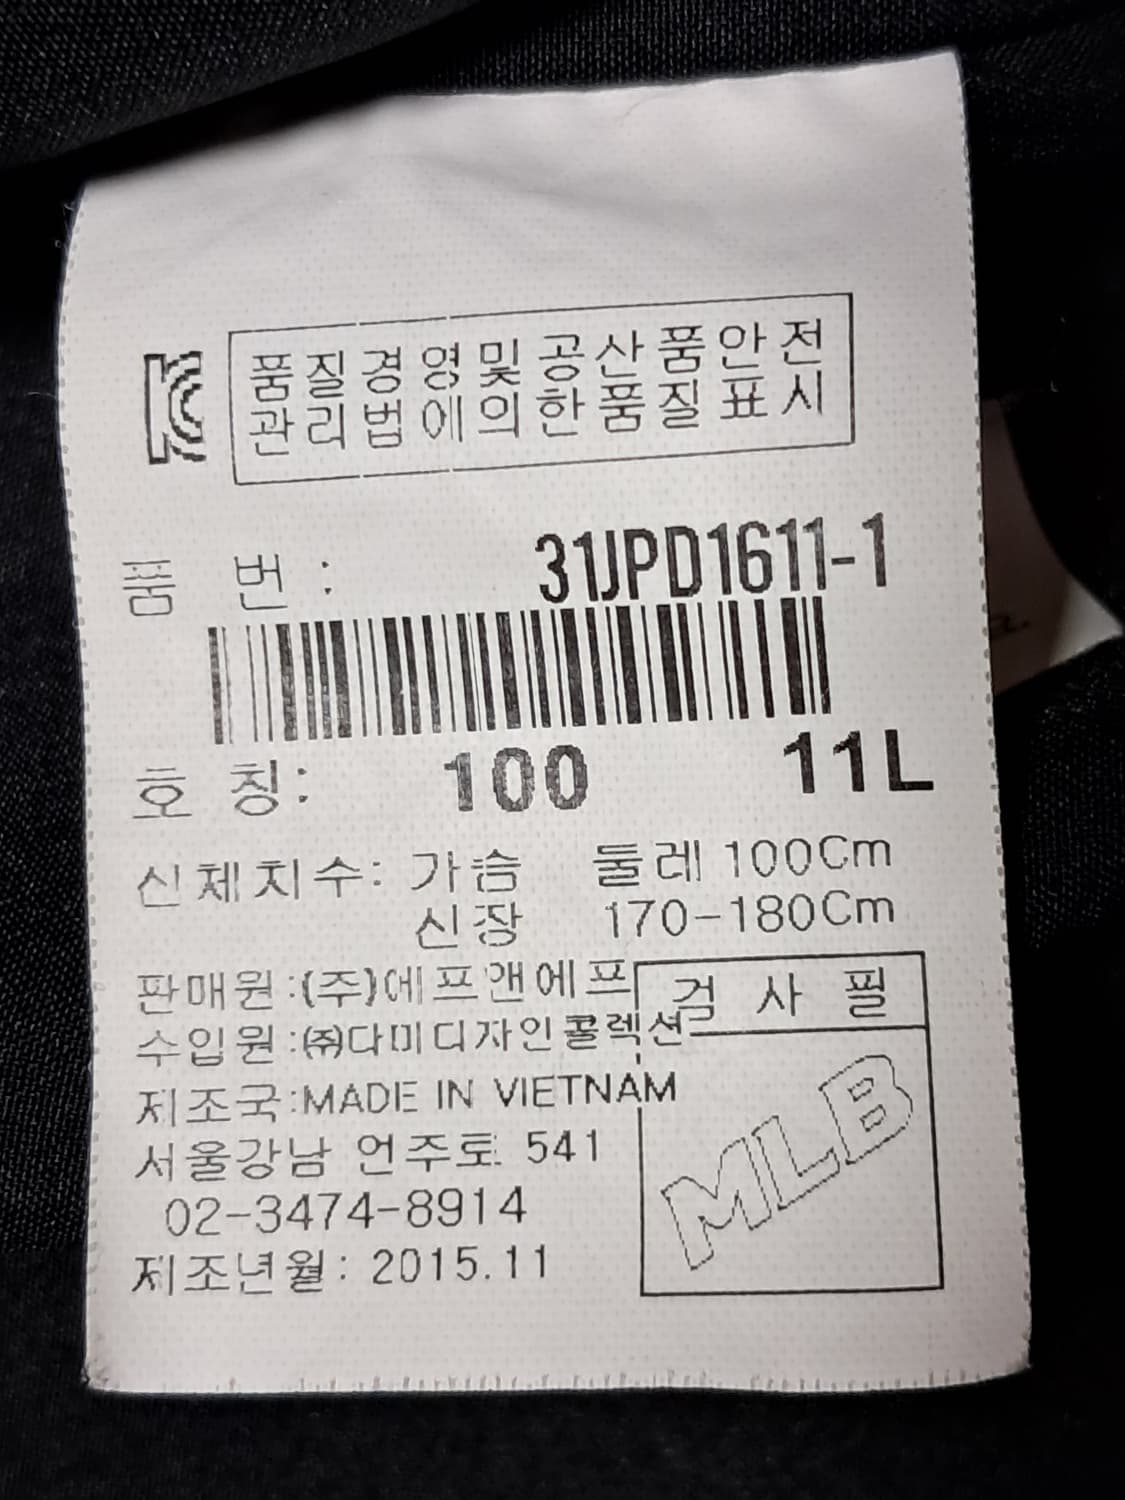 품질경영및공산품안전
관리법에의한품질표시
품 번 : 31JPD1611-1
호 칭: 100 11L
신체치수: 가슴 둘레 100Cm
신장 170-180Cm
판매원:(주)에프앤에프
검 사 필
수입원:㈜다미디자인콜렉션
제조국:MADE IN VIETNAM
서울강남 언주로 541
02-3474-8914
제조년월: 2015.11
MLB